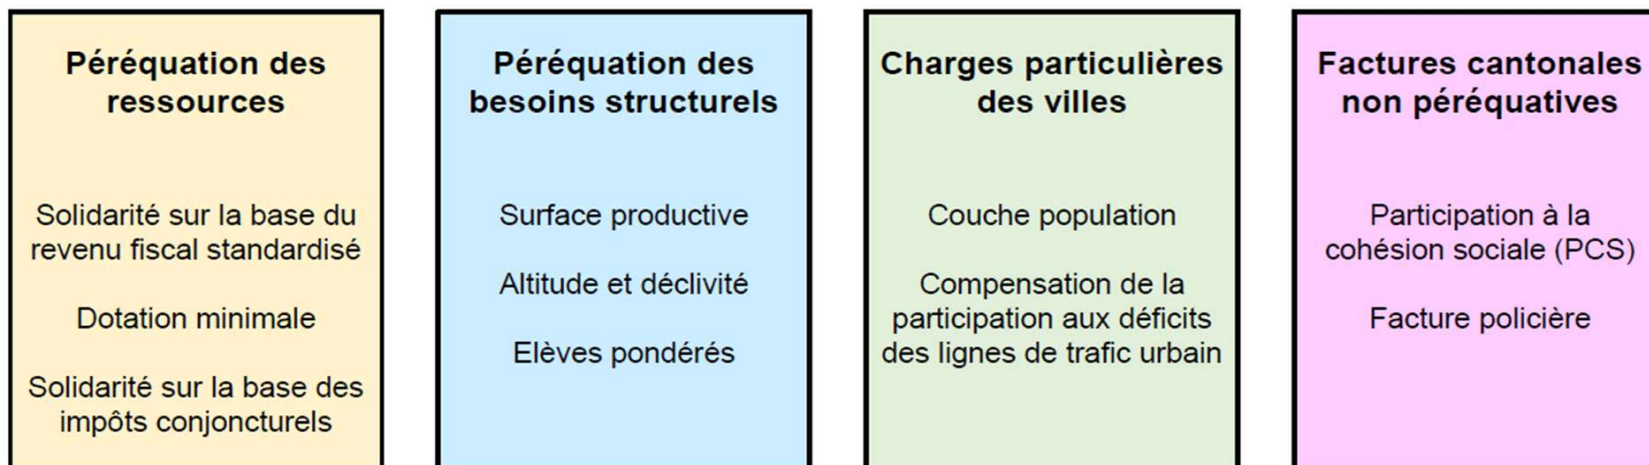 Péréquation des
ressources
Solidarité sur la base du
revenu fiscal standardisé
Dotation minimale
Solidarité sur la base des
impôts conjoncturels
Péréquation des
besoins structurels
Surface productive
Altitude et déclivité
Elèves pondérés
Charges particulières
des villes
Couche population
Compensation de la
participation aux déficits
des lignes de trafic urbain
Factures cantonales
non péréquatives
Participation à la
cohésion sociale (PCS)
Facture policière